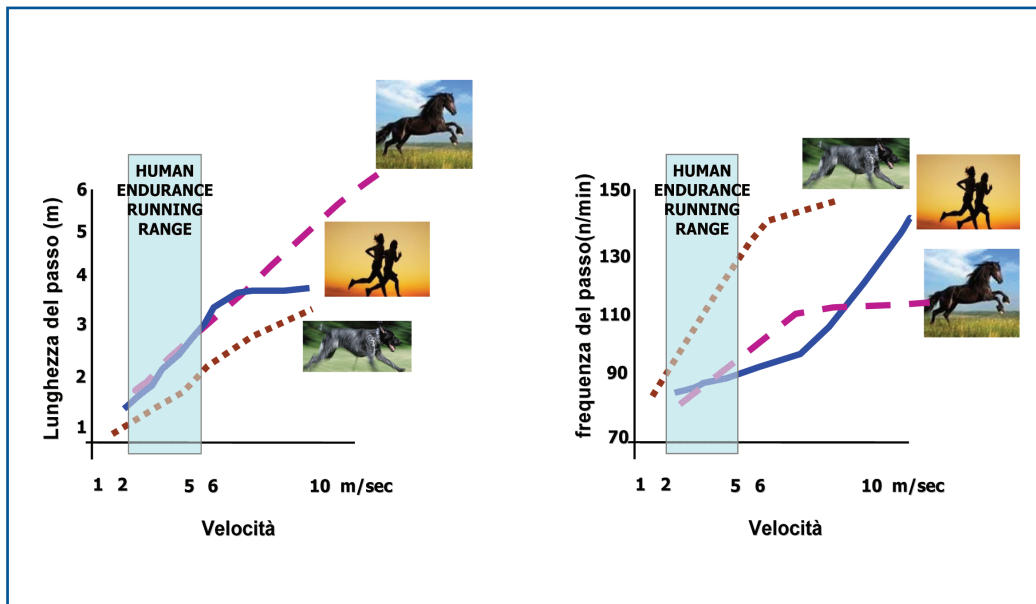 HUMAN
ENDURANCE
RUNNING
RANGE
Lunghezza del passo (m)
6
5
4
3
2
1
1 2 5 6 10 m/sec
Velocità
HUMAN
ENDURANCE
RUNNING
RANGE
frequenza del passo(n/min)
150
130
110
90
70
1 2 5 6 10 m/sec
Velocità